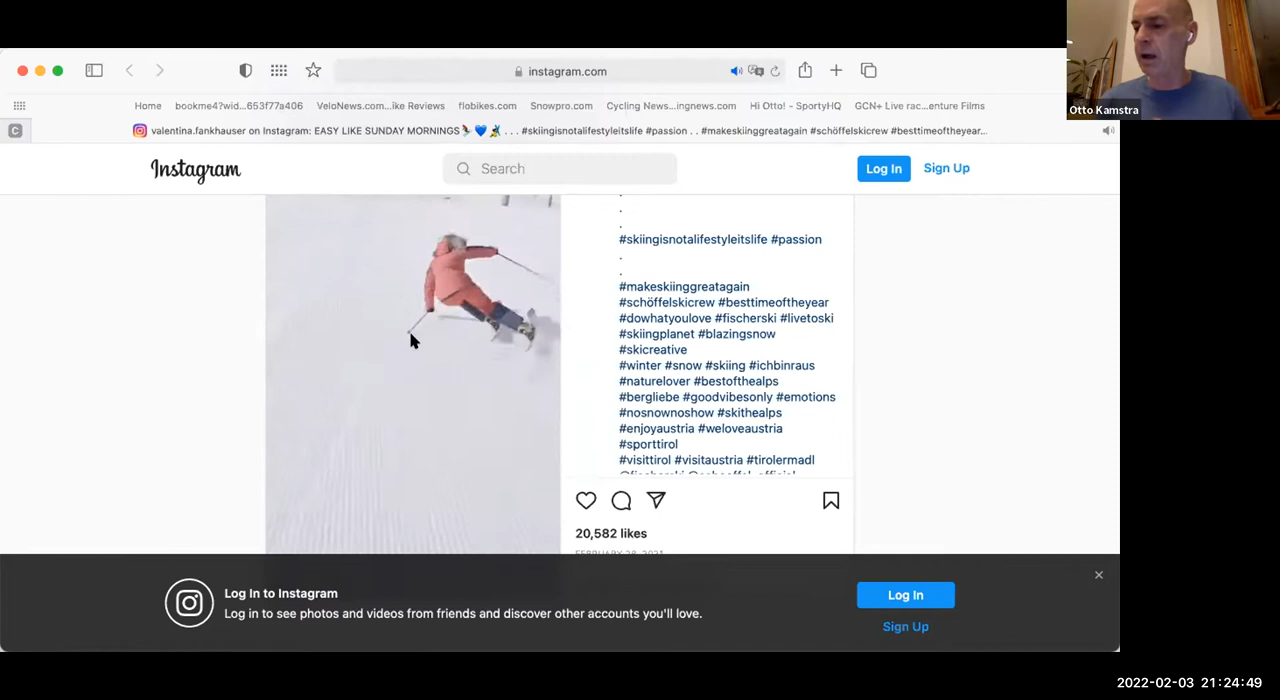 instagram.com
Home bookme4?wid...653f77a406 VeloNews.com...ike Reviews flobikes.com Snowpro.com Cycling News...ingnews.com Hi Otto! - SportyHQ GCN+ Live rac...enture Films
C
valentina.fankhauser on Instagram: EASY LIKE SUNDAY MORNINGS . . . #skiingisnotalifestyleitslife #passion . . #makeskiinggreatagain #schöffelskicrew #besttimeoftheyear...
Otto Kamstra
Instagram
Search
Log In
Sign Up
.
.
.
#skiingisnotalifestyleitslife #passion
.
.
#makeskiinggreatagain
#schöffelskicrew #besttimeoftheyear
#dowhatyoulove #fischerski #livetoski
#skiingplanet #blazingsnow
#skicreative
#winter #snow #skiing #ichbinraus
#naturelover #bestofthealps
#bergliebe #goodvibesonly #emotions
#nosnownoshow #skithealps
#enjoyaustria #weloveaustria
#sporttirol
#visittirol #visitaustria #tirolermadl
20,582 likes
Log In to Instagram
Log in to see photos and videos from friends and discover other accounts you'll love.
Log In
Sign Up
2022-02-03 21:24:49